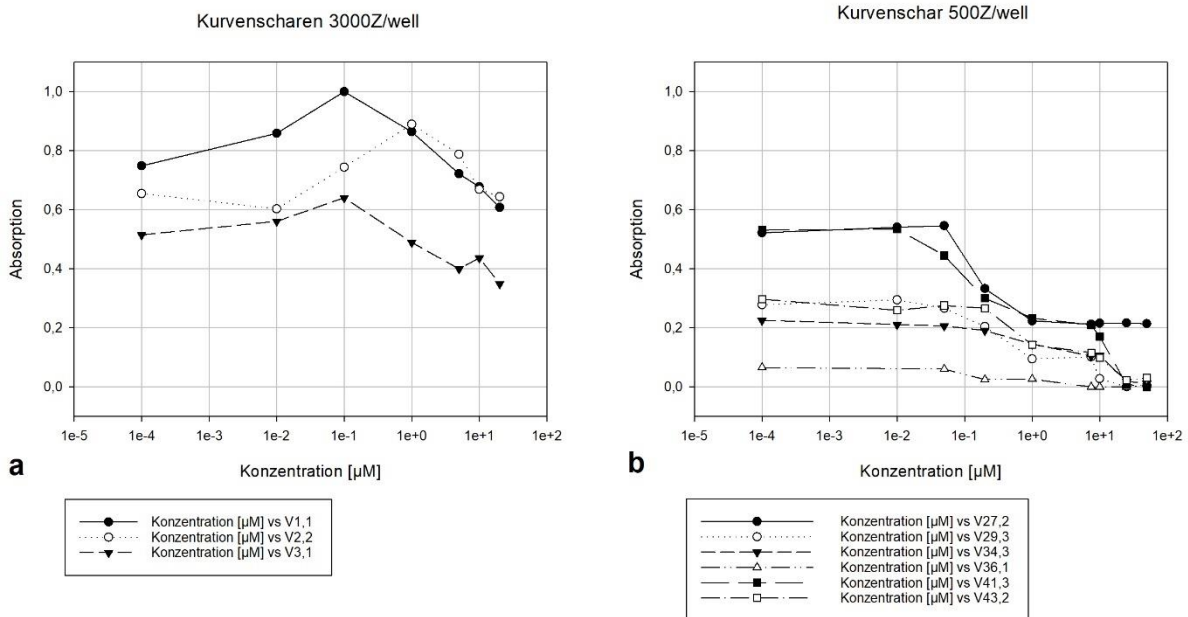 Kurvenscharen 3000Z/well
Absorption
1,0
0,8
0,6
0,4
0,2
0,0
1e-5 1e-4 1e-3 1e-2 1e-1 1e+0 1e+1 1e+2
Konzentration [µM]
a
Konzentration [µM] vs V1,1
Konzentration [µM] vs V2,2
Konzentration [µM] vs V3,1
Kurvenschar 500Z/well
Absorption
1,0
0,8
0,6
0,4
0,2
0,0
1e-5 1e-4 1e-3 1e-2 1e-1 1e+0 1e+1 1e+2
Konzentration [µM]
b
Konzentration [µM] vs V27,2
Konzentration [µM] vs V29,3
Konzentration [µM] vs V34,3
Konzentration [µM] vs V36,1
Konzentration [µM] vs V41,3
Konzentration [µM] vs V43,2